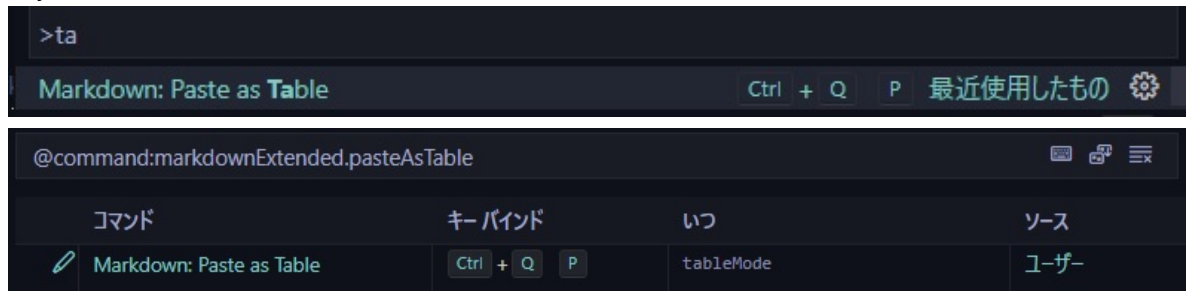 >ta
Markdown: Paste as Table Ctrl + Q P 最近使用したもの
@command:markdownExtended.pasteAsTable
コマンド キー バインド いつ ソース
Markdown: Paste as Table Ctrl + Q P tableMode ユーザー